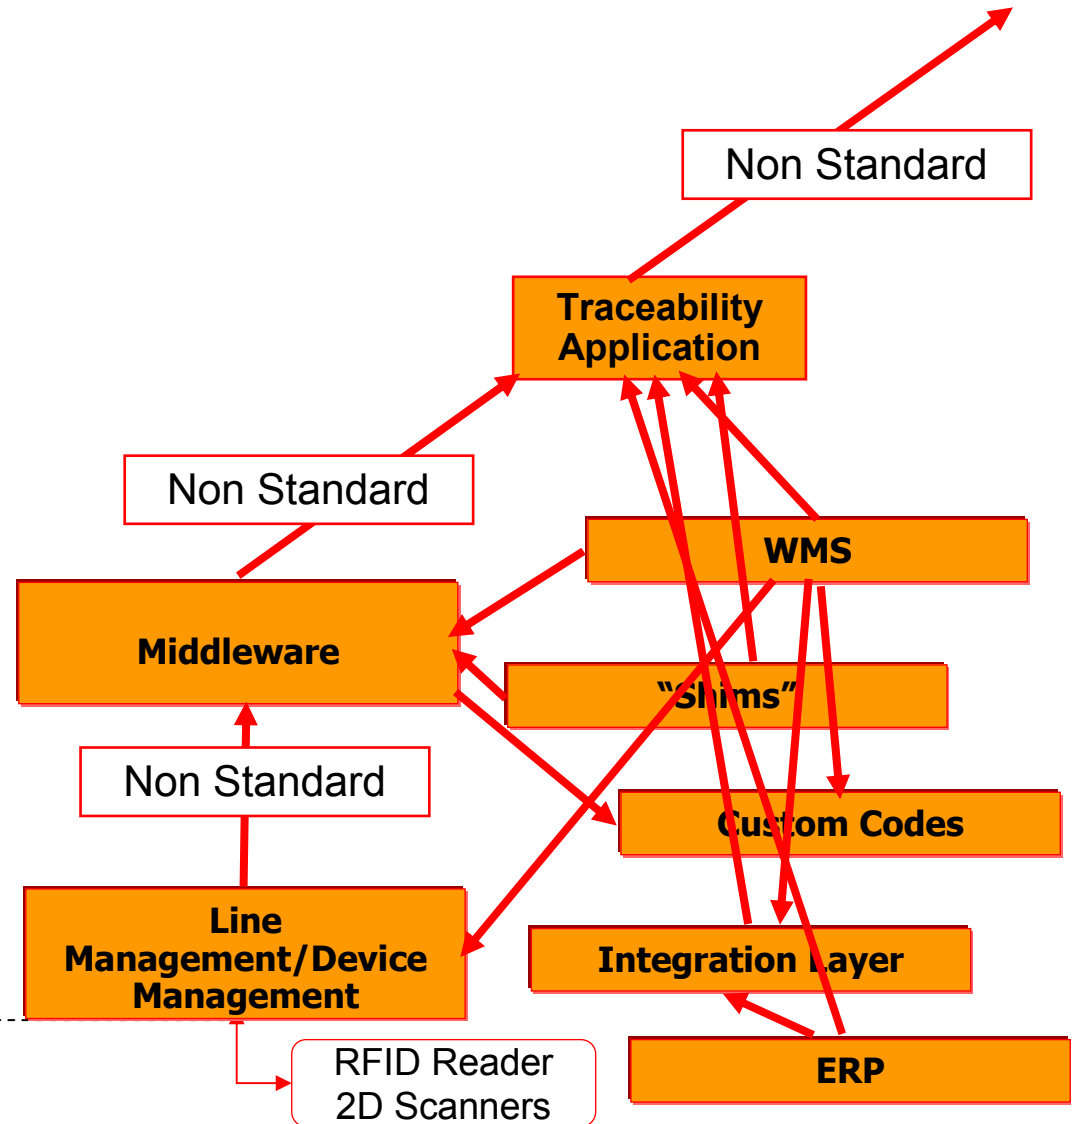 Non Standard
Traceability
Application
Non Standard
WMS
Middleware
“Shims”
Non Standard
Custom Codes
Line
Management/Device
Management
Integration Layer
RFID Reader
2D Scanners
ERP